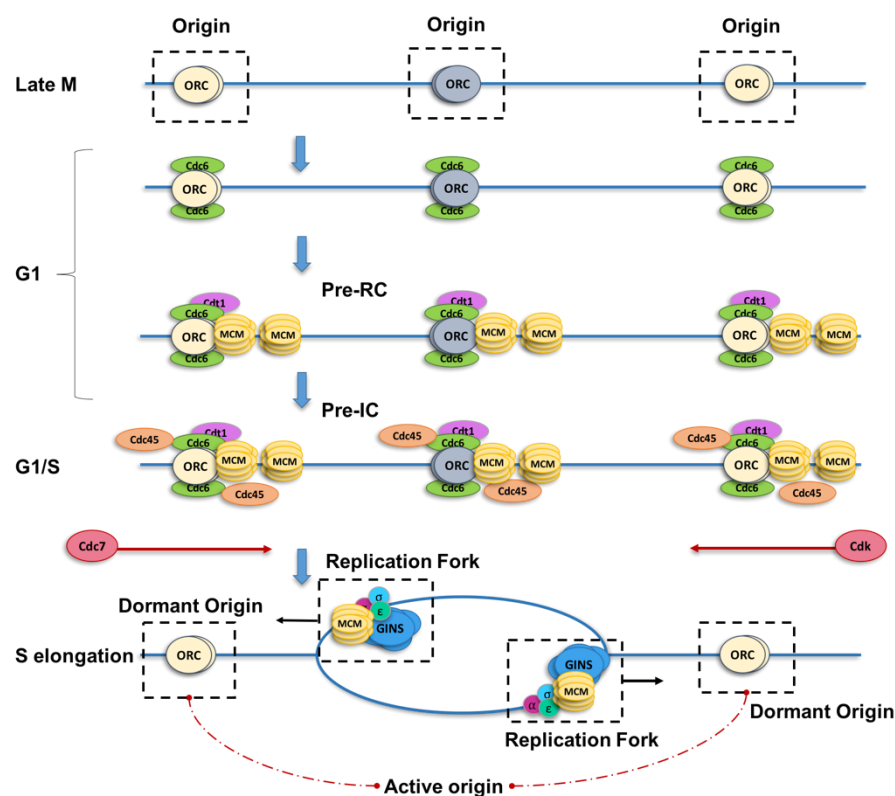 Origin
Origin
Origin
Late M
ORC
ORC
ORC
Cdc6
Cdc6
Cdc6
ORC
ORC
ORC
Cdc6
Cdc6
Cdc6
G1
Pre-RC
Cdt1
Cdt1
Cdt1
Cdc6
Cdc6
Cdc6
ORC
MCM
MCM
ORC
MCM
MCM
ORC
MCM
MCM
Cdc6
Cdc6
Cdc6
Pre-IC
Cdc45
Cdt1
Cdc45
Cdt1
Cdc45
Cdt1
Cdc6
Cdc6
Cdc6
G1/S
ORC
MCM
MCM
ORC
MCM
MCM
ORC
MCM
MCM
Cdc6
Cdc45
Cdc6
Cdc45
Cdc6
Cdc45
Cdc7
Cdk
Replication Fork
Dormant Origin
σ
ε
MCM
GINS
S elongation
ORC
GINS
MCM
σ
α
ε
ORC
Dormant Origin
Replication Fork
Active origin